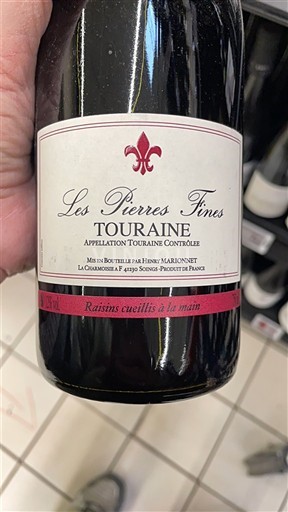 Les Pierres Fines
TOURAINE
APPELLATION TOURAINE CONTRÔLÉE
MIS EN BOUTEILLE PAR HENRY MARIONNET
LA CHARMOISE À F 41230 SOINGS-PRODUIT DE FRANCE
Raisins cueillis à la main